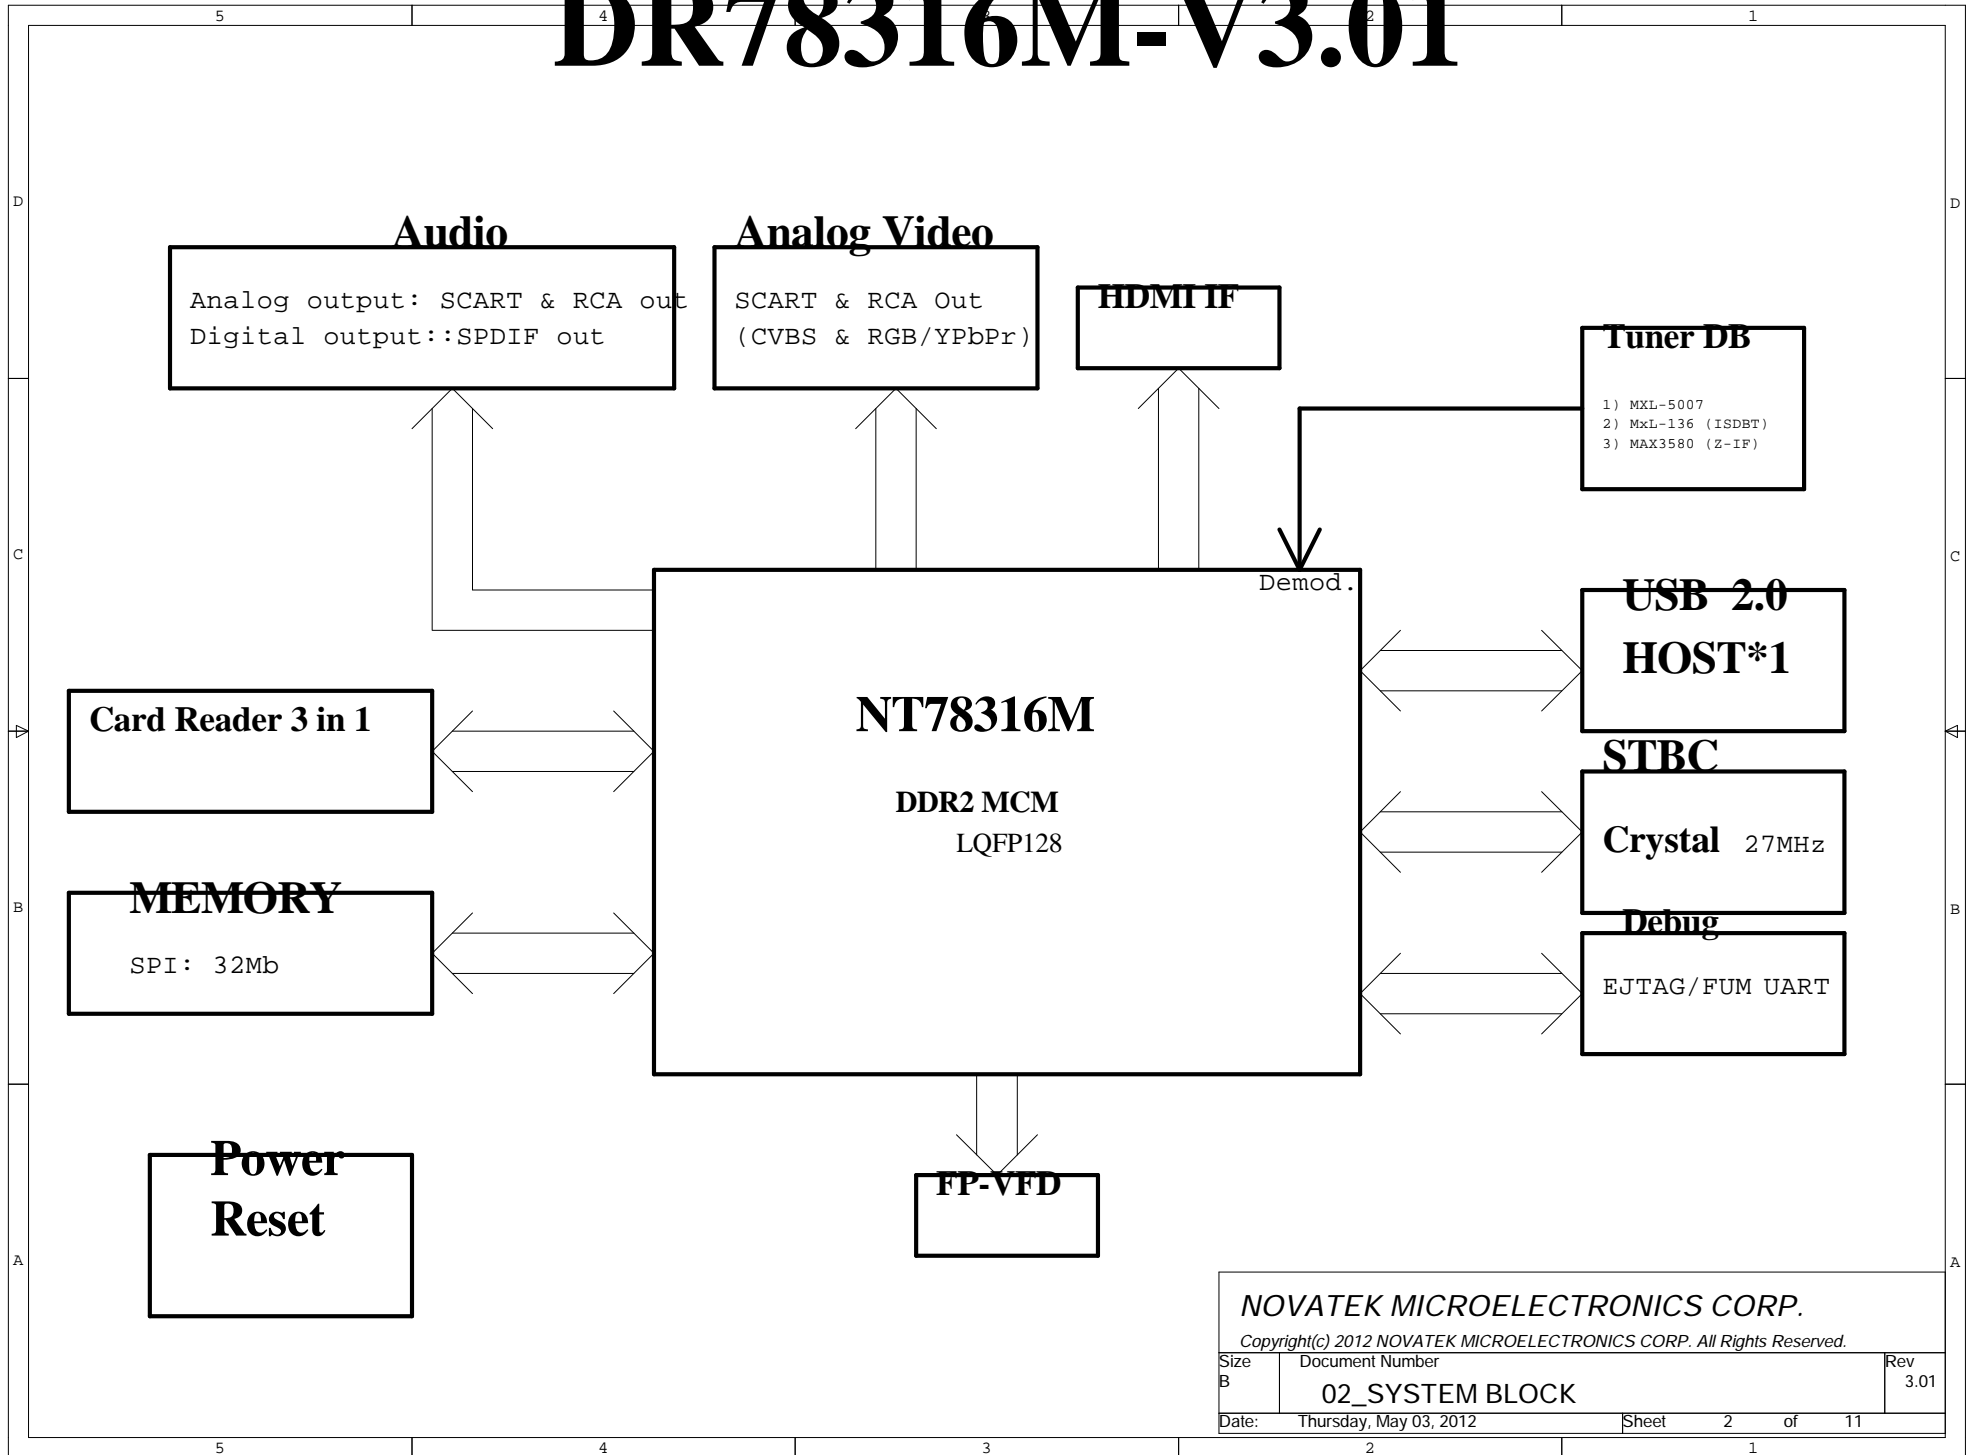 5 4 3 2 1
DR78316M-V3.01
D D
Audio
Analog output: SCART & RCA out
Digital output::SPDIF out
Analog Video
SCART & RCA Out
(CVBS & RGB/YPbPr)
HDMI IF
Tuner DB
1) MXL-5007
2) MxL-136 (ISDBT)
3) MAX3580 (Z-IF)
C C
Demod.
USB 2.0
HOST*1
NT78316M
DDR2 MCM
LQFP128
Card Reader 3 in 1
STBC
Crystal 27MHz
MEMORY
SPI: 32Mb
B B
Debug
EJTAG/FUM UART
Power
Reset
FP-VFD
A A
NOVATEK MICROELECTRONICS CORP.
Copyright(c) 2012 NOVATEK MICROELECTRONICS CORP. All Rights Reserved.
Size Document Number Rev
B 02_SYSTEM BLOCK 3.01
Date: Thursday, May 03, 2012 Sheet 2 of 11
5 4 3 2 1